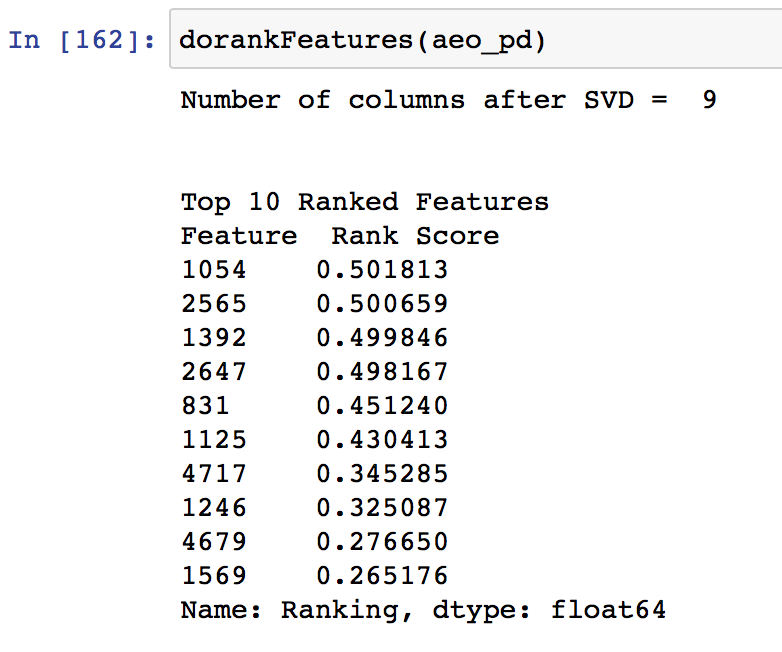 In [162]: dorankFeatures(aeo_pd)
Number of columns after SVD =  9
Top 10 Ranked Features
Feature  Rank Score
1054    0.501813
2565    0.500659
1392    0.499846
2647    0.498167
831     0.451240
1125    0.430413
4717    0.345285
1246    0.325087
4679    0.276650
1569    0.265176
Name: Ranking, dtype: float64